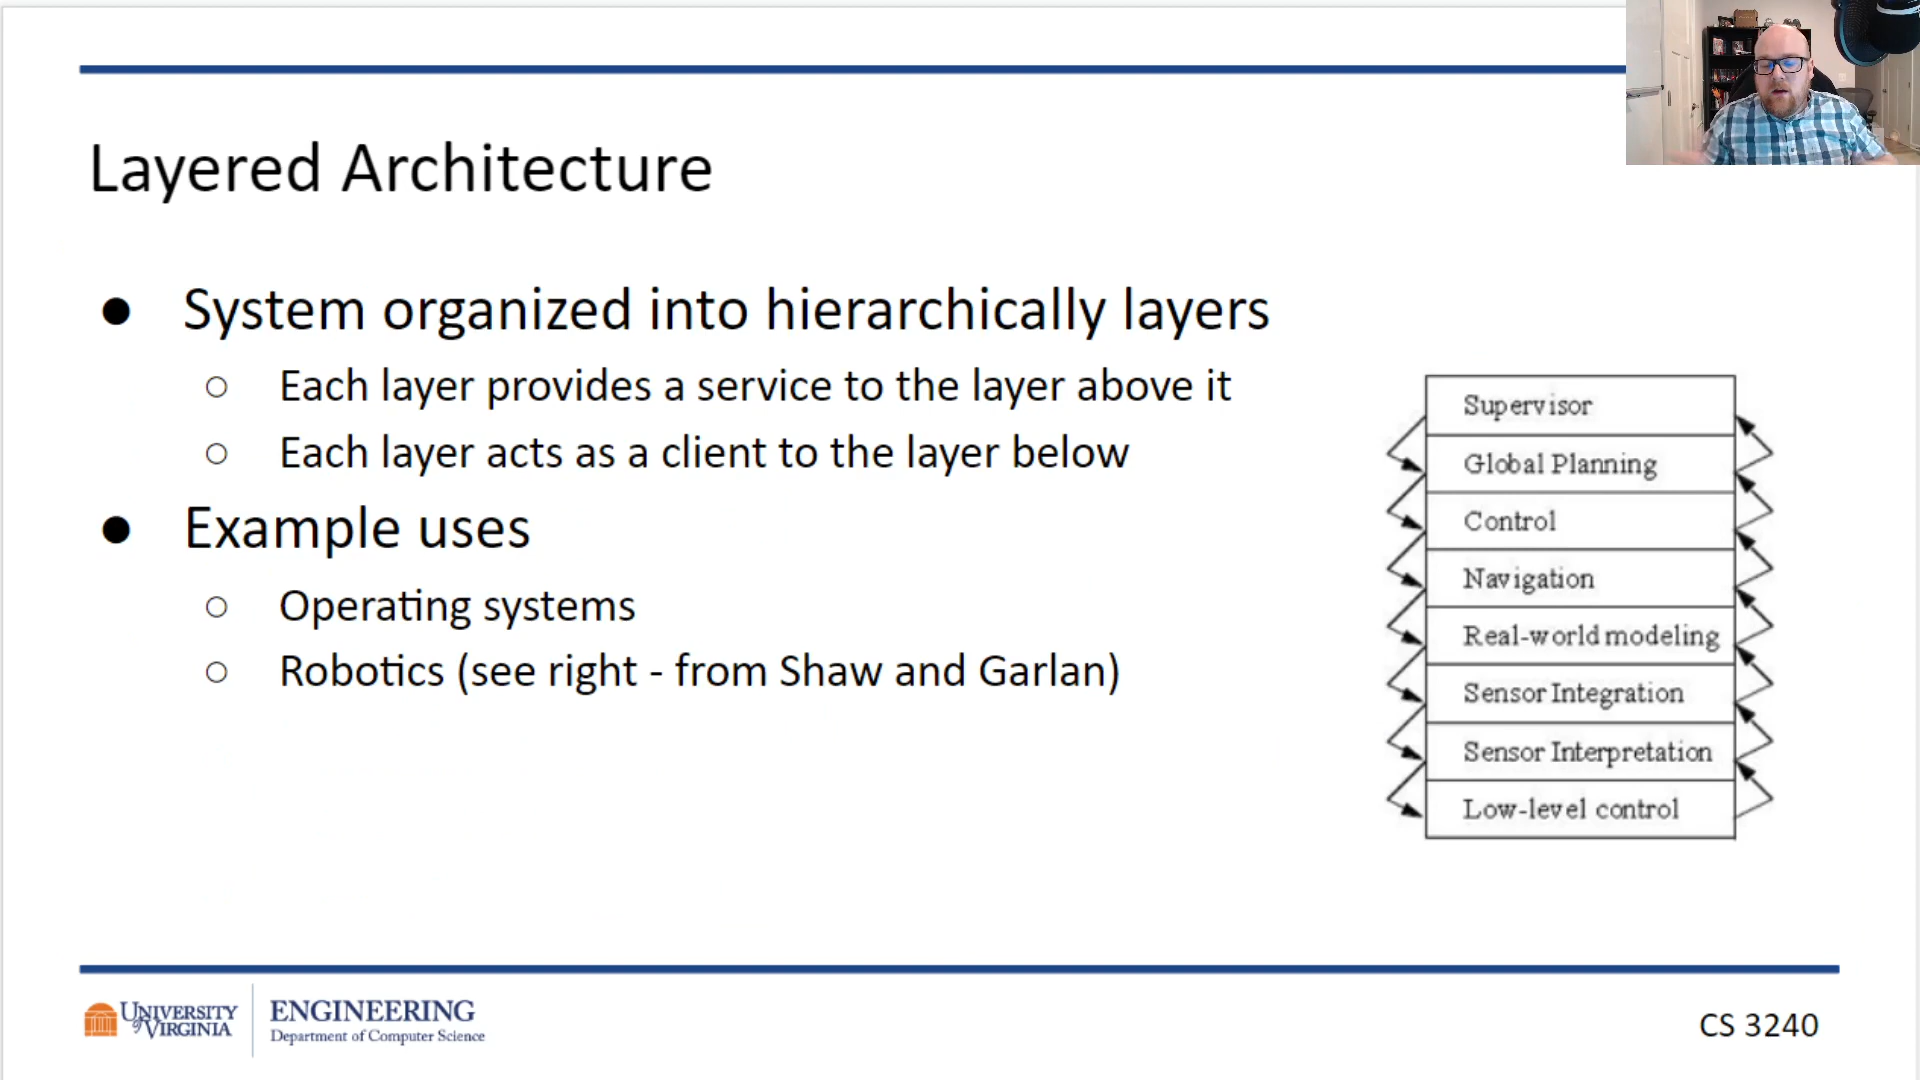 Layered Architecture
● System organized into hierarchically layers
○ Each layer provides a service to the layer above it
○ Each layer acts as a client to the layer below
● Example uses
○ Operating systems
○ Robotics (see right - from Shaw and Garlan)
Supervisor
Global Planning
Control
Navigation
Real-world modeling
Sensor Integration
Sensor Interpretation
Low-level control
UNIVERSITY
of VIRGINIA
ENGINEERING
Department of Computer Science
CS 3240